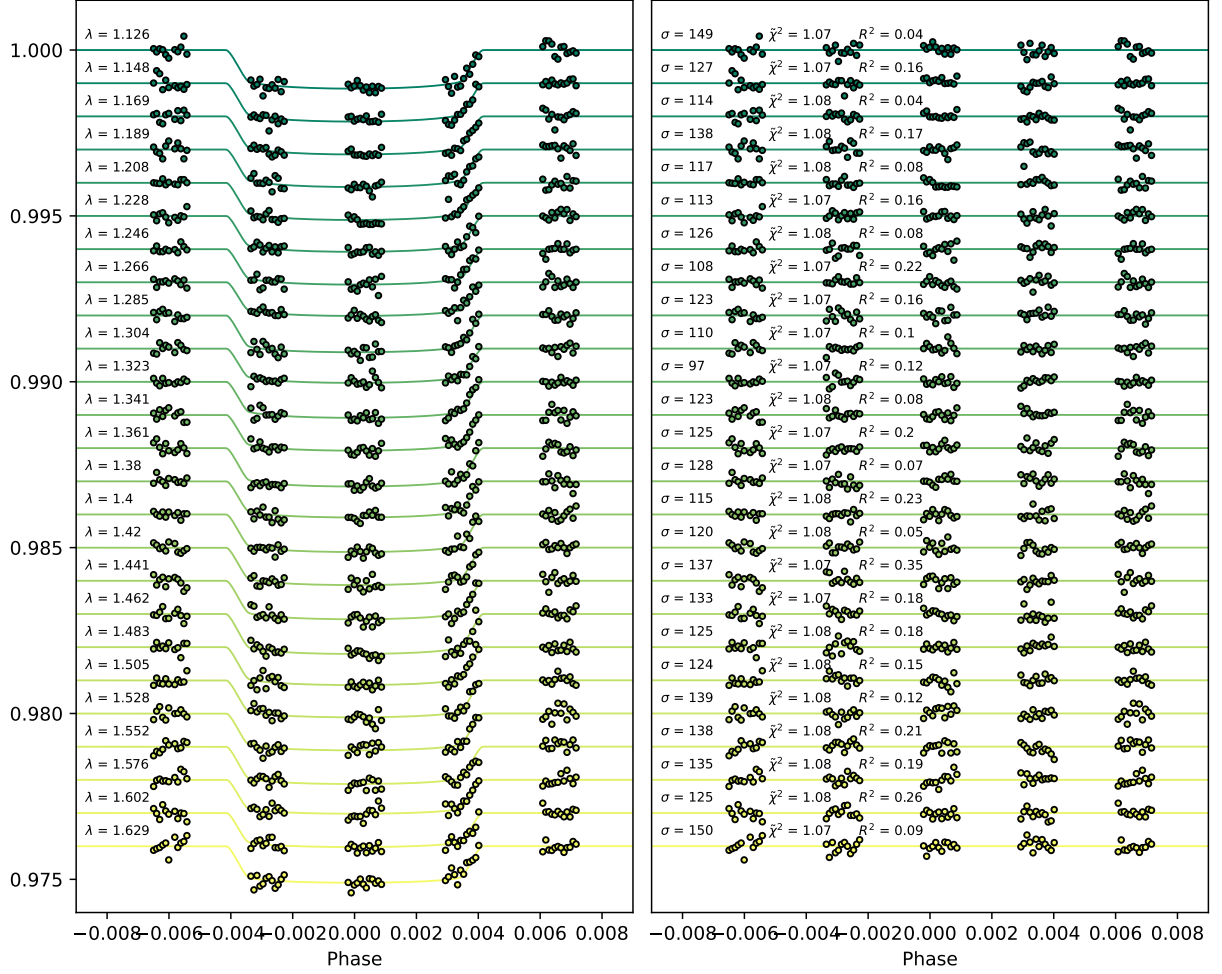 λ = 1.126 σ = 149 χ̃² = 1.07 R² = 0.04
1.000
λ = 1.148 σ = 127 χ̃² = 1.07 R² = 0.16
λ = 1.169 σ = 114 χ̃² = 1.08 R² = 0.04
λ = 1.189 σ = 138 χ̃² = 1.08 R² = 0.17
λ = 1.208 σ = 117 χ̃² = 1.08 R² = 0.08
λ = 1.228 σ = 113 χ̃² = 1.07 R² = 0.16
0.995
λ = 1.246 σ = 126 χ̃² = 1.08 R² = 0.08
λ = 1.266 σ = 108 χ̃² = 1.07 R² = 0.22
λ = 1.285 σ = 123 χ̃² = 1.07 R² = 0.16
λ = 1.304 σ = 110 χ̃² = 1.07 R² = 0.1
λ = 1.323 σ = 97 χ̃² = 1.07 R² = 0.12
0.990
λ = 1.341 σ = 123 χ̃² = 1.08 R² = 0.08
λ = 1.361 σ = 125 χ̃² = 1.07 R² = 0.2
λ = 1.38 σ = 128 χ̃² = 1.07 R² = 0.07
λ = 1.4 σ = 115 χ̃² = 1.08 R² = 0.23
λ = 1.42 σ = 120 χ̃² = 1.08 R² = 0.05
0.985
λ = 1.441 σ = 137 χ̃² = 1.07 R² = 0.35
λ = 1.462 σ = 133 χ̃² = 1.07 R² = 0.18
λ = 1.483 σ = 125 χ̃² = 1.08 R² = 0.18
λ = 1.505 σ = 124 χ̃² = 1.08 R² = 0.15
λ = 1.528 σ = 139 χ̃² = 1.08 R² = 0.12
0.980
λ = 1.552 σ = 138 χ̃² = 1.08 R² = 0.21
λ = 1.576 σ = 135 χ̃² = 1.08 R² = 0.19
λ = 1.602 σ = 125 χ̃² = 1.08 R² = 0.26
λ = 1.629 σ = 150 χ̃² = 1.07 R² = 0.09
0.975
−0.008 −0.006 −0.004 −0.002 0.000 0.002 0.004 0.006 0.008 −0.008 −0.006 −0.004 −0.002 0.000 0.002 0.004 0.006 0.008
Phase Phase